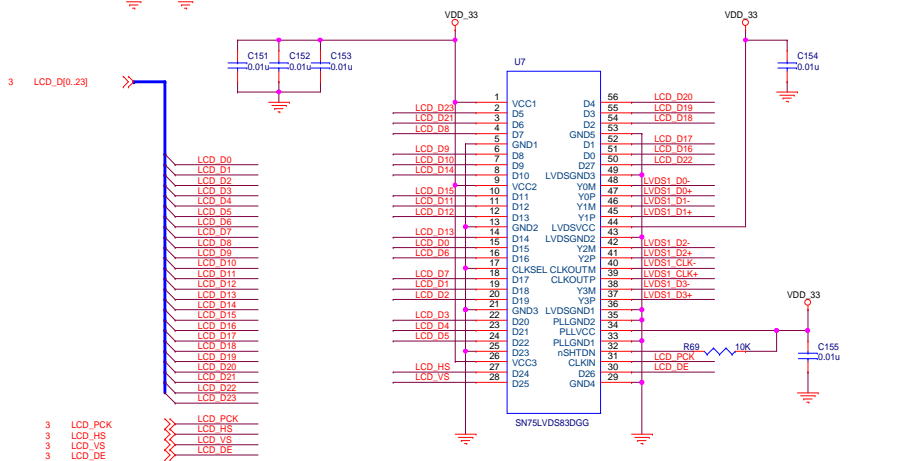 VDD_33
VDD_33
C151
0.01u
C152
0.01u
C153
0.01u
C154
0.01u
U7
3 LCD_D[0..23]
1 VCC1 D4 56 LCD_D20
LCD_D23 2 D5 D3 55 LCD_D19
LCD_D21 3 D6 D2 54 LCD_D18
LCD_D8 4 D7 GND5 53
5 GND1 D1 52 LCD_D17
LCD_D9 6 D8 D0 51 LCD_D16
LCD_D10 7 D9 D27 50 LCD_D22
LCD_D14 8 D10 LVDSGND3 49
9 VCC2 Y0M 48 LVDS1_D0-
LCD_D15 10 D11 Y0P 47 LVDS1_D0+
LCD_D11 11 D12 Y1M 46 LVDS1_D1-
LCD_D12 12 D13 Y1P 45 LVDS1_D1+
13 GND2 LVDSVCC 44
LCD_D13 14 D14 LVDSGND2 43
LCD_D0 15 D15 Y2M 42 LVDS1_D2-
LCD_D6 16 D16 Y2P 41 LVDS1_D2+
17 CLKSEL CLKOUTM 40 LVDS1_CLK-
LCD_D7 18 D17 CLKOUTP 39 LVDS1_CLK+
LCD_D1 19 D18 Y3M 38 LVDS1_D3-
LCD_D2 20 D19 Y3P 37 LVDS1_D3+
21 GND3 LVDSGND1 36
LCD_D3 22 D20 PLLGND2 35
LCD_D4 23 D21 PLLVCC 34
LCD_D5 24 D22 PLLGND1 33
25 D23 nSHTDN 32 R69 10K
26 VCC3 CLKIN 31 LCD_PCK
LCD_HS 27 D24 D26 30 LCD_DE
LCD_VS 28 D25 GND4 29
SN75LVDS83DGG
VDD_33
C155
0.01u
LCD_D0
LCD_D1
LCD_D2
LCD_D3
LCD_D4
LCD_D5
LCD_D6
LCD_D7
LCD_D8
LCD_D9
LCD_D10
LCD_D11
LCD_D12
LCD_D13
LCD_D14
LCD_D15
LCD_D16
LCD_D17
LCD_D18
LCD_D19
LCD_D20
LCD_D21
LCD_D22
LCD_D23
3 LCD_PCK LCD_PCK
3 LCD_HS LCD_HS
3 LCD_VS LCD_VS
3 LCD_DE LCD_DE